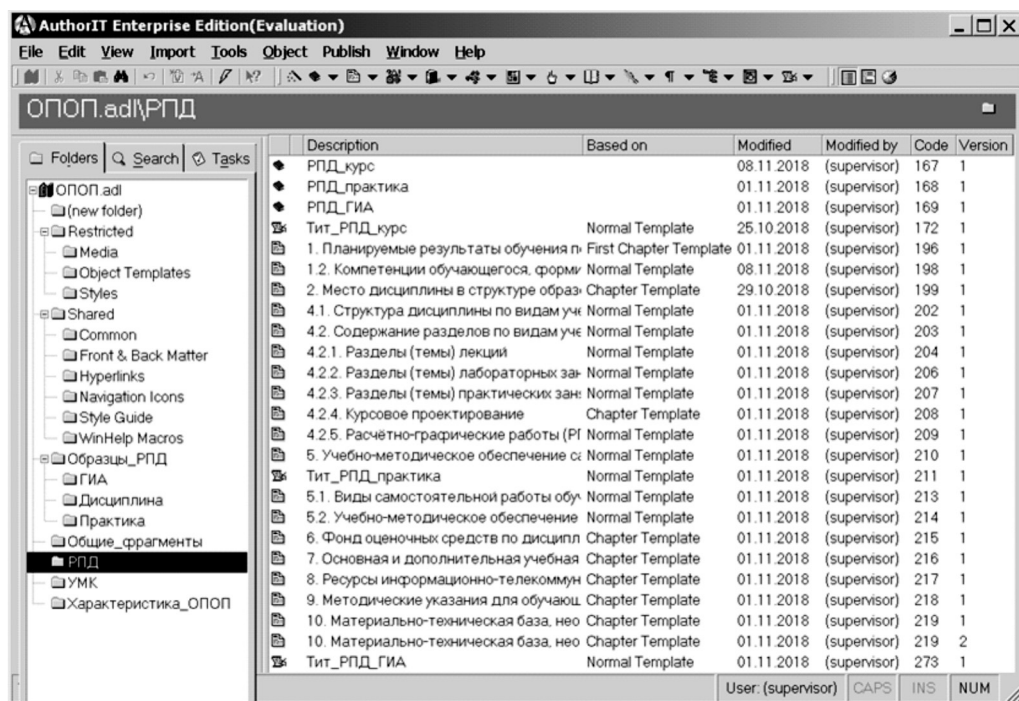 AuthorIT Enterprise Edition(Evaluation)
File Edit View Import Tools Object Publish Window Help
ОПОП.adl\РПД
Folders Search Tasks
ОПОП.adl
(new folder)
Restricted
Media
Object Templates
Styles
Shared
Common
Front & Back Matter
Hyperlinks
Navigation Icons
Style Guide
WinHelp Macros
Образцы_РПД
ГИА
Дисциплина
Практика
Общие_фрагменты
РПД
УМК
Характеристика_ОПОП
Description Based on Modified Modified by Code Version
РПД_курс 08.11.2018 (supervisor) 167 1
РПД_практика 01.11.2018 (supervisor) 168 1
РПД_ГИА 01.11.2018 (supervisor) 169 1
Тит_РПД_курс Normal Template 25.10.2018 (supervisor) 172 1
1. Планируемые результаты обучения п First Chapter Template 01.11.2018 (supervisor) 196 1
1.2. Компетенции обучающегося, форми Normal Template 08.11.2018 (supervisor) 198 1
2. Место дисциплины в структуре образ Chapter Template 29.10.2018 (supervisor) 199 1
4.1. Структура дисциплины по видам уче Normal Template 01.11.2018 (supervisor) 202 1
4.2. Содержание разделов по видам уче Normal Template 01.11.2018 (supervisor) 203 1
4.2.1. Разделы (темы) лекций Normal Template 01.11.2018 (supervisor) 204 1
4.2.2. Разделы (темы) лабораторных зан Normal Template 01.11.2018 (supervisor) 206 1
4.2.3. Разделы (темы) практических зан Normal Template 01.11.2018 (supervisor) 207 1
4.2.4. Курсовое проектирование Chapter Template 01.11.2018 (supervisor) 208 1
4.2.5. Расчётно-графические работы (РГ Normal Template 01.11.2018 (supervisor) 209 1
5. Учебно-методическое обеспечение са Normal Template 01.11.2018 (supervisor) 210 1
Тит_РПД_практика Normal Template 01.11.2018 (supervisor) 211 1
5.1. Виды самостоятельной работы обу Normal Template 01.11.2018 (supervisor) 213 1
5.2. Учебно-методическое обеспечение Normal Template 01.11.2018 (supervisor) 214 1
6. Фонд оценочных средств по дисципл Chapter Template 01.11.2018 (supervisor) 215 1
7. Основная и дополнительная учебная Chapter Template 01.11.2018 (supervisor) 216 1
8. Ресурсы информационно-телекоммун Chapter Template 01.11.2018 (supervisor) 217 1
9. Методические указания для обучающ Chapter Template 01.11.2018 (supervisor) 218 1
10. Материально-техническая база, нео Chapter Template 01.11.2018 (supervisor) 219 1
10. Материально-техническая база, нео Chapter Template 01.11.2018 (supervisor) 219 2
Тит_РПД_ГИА Normal Template 01.11.2018 (supervisor) 273 1
User: (supervisor) CAPS INS NUM